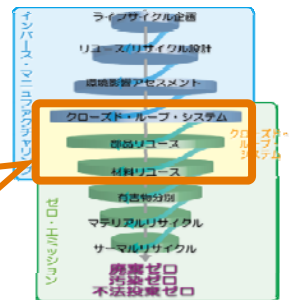 インバース・マニュファクチャリング
ライフサイクル企画
リユース/リサイクル設計
環境影響アセスメント
クローズド・ループ・システム
部品リユース
材料リユース
クローズド・
ループ・
システム
ゼロ・エミッション
有害物分別
マテリアルリサイクル
サーマルリサイクル
廃棄ゼロ
汚染ゼロ
不法投棄ゼロ